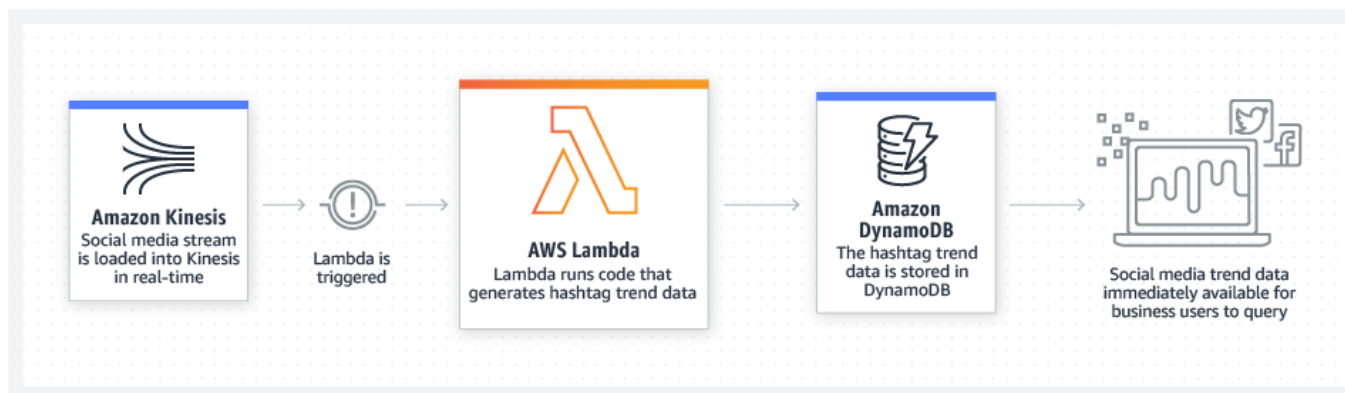 Amazon Kinesis
Social media stream
is loaded into Kinesis
in real-time
Lambda is
triggered
AWS Lambda
Lambda runs code that
generates hashtag trend data
Amazon
DynamoDB
The hashtag trend
data is stored in
DynamoDB
Social media trend data
immediately available for
business users to query